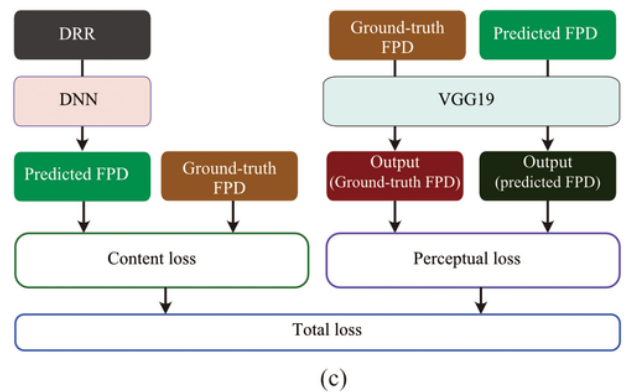 DRR
DNN
Predicted FPD
Ground-truth
FPD
Content loss
Ground-truth
FPD
Predicted FPD
VGG19
Output
(Ground-truth FPD)
Output
(predicted FPD)
Perceptual loss
Total loss
(c)